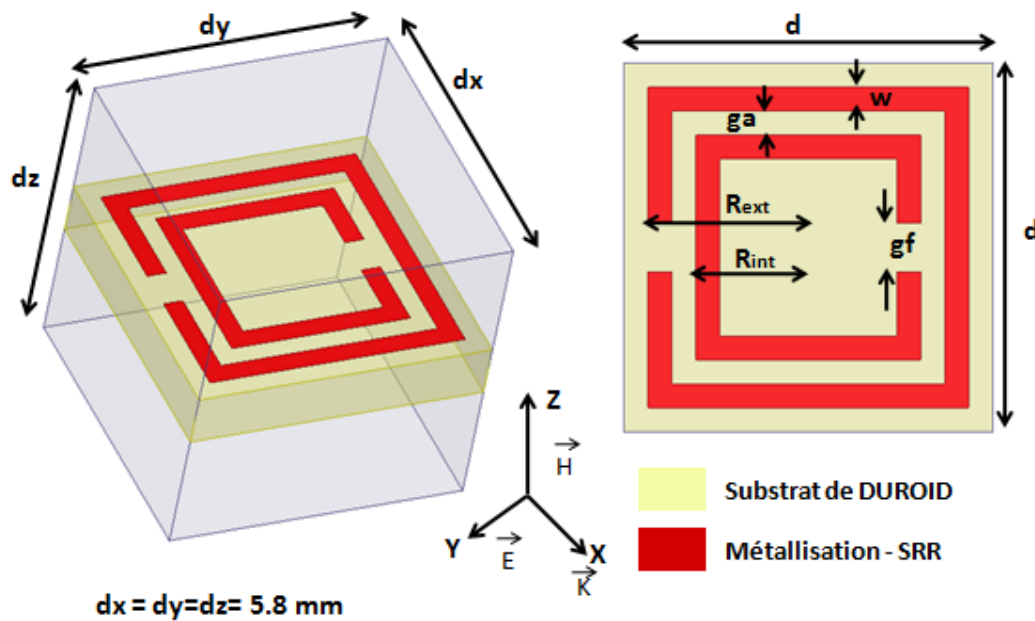 dy
dx
dz
d
w
ga
Rext
gf
Rint
d
Z
H
Y
E
X
K
Substrat de DUROID
Métallisation - SRR
dx = dy=dz= 5.8 mm